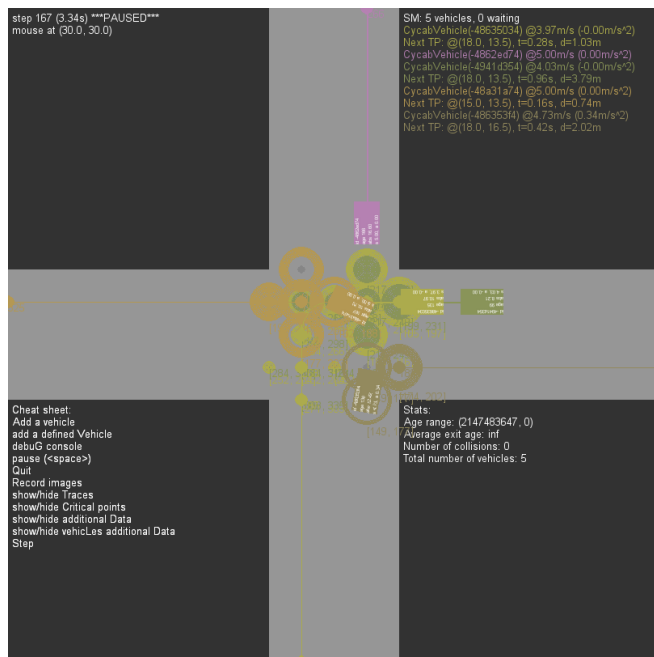 step 167 (3.34s) ***PAUSED***
mouse at (30.0, 30.0)
SM: 5 vehicles, 0 waiting
CycabVehicle(-48635034) @3.97m/s (-0.00m/s^2)
Next TP: @(18.0, 13.5), t=0.28s, d=1.03m
CycabVehicle(-4862ed74) @5.00m/s (0.00m/s^2)
CycabVehicle(-4941d354) @4.03m/s (-0.00m/s^2)
Next TP: @(18.0, 13.5), t=0.96s, d=3.79m
CycabVehicle(-48a31a74) @5.00m/s (0.00m/s^2)
Next TP: @(15.0, 13.5), t=0.16s, d=0.74m
CycabVehicle(-486353f4) @4.73m/s (0.34m/s^2)
Next TP: @(18.0, 16.5), t=0.42s, d=2.02m
Cheat sheet:
Add a vehicle
add a defined Vehicle
debuG console
pause (<space>)
Quit
Record images
show/hide Traces
show/hide Critical points
show/hide additional Data
show/hide vehicLes additional Data
Step
Stats:
Age range: (2147483647, 0)
Average exit age: inf
Number of collisions: 0
Total number of vehicles: 5